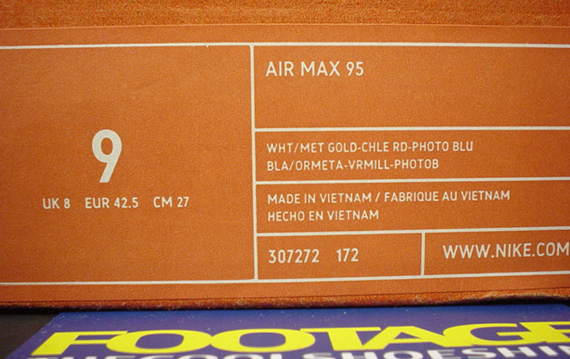 9
UK 8 EUR 42.5 CM 27
AIR MAX 95
WHT/MET GOLD-CHLE RD-PHOTO BLU
BLA/ORMETA-VRMILL-PHOTOB
MADE IN VIETNAM / FABRIQUE AU VIETNAM
HECHO EN VIETNAM
307272 172
WWW.NIKE.COM
FOOTAGE
THECOOLSHOESIN